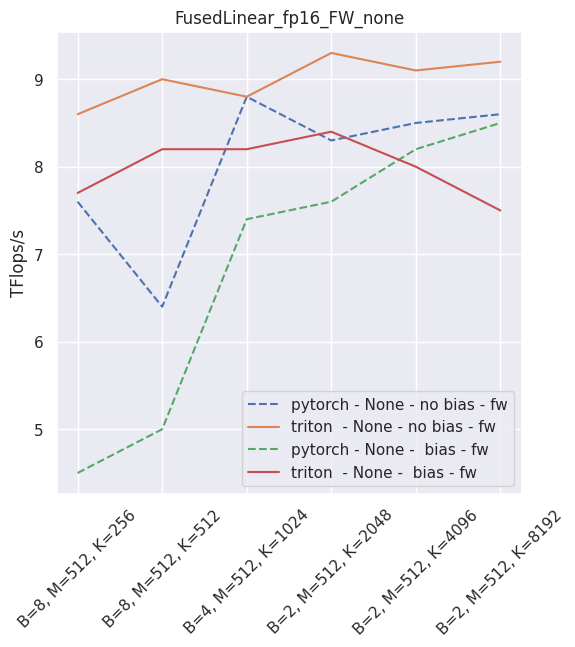 FusedLinear_fp16_FW_none
TFlops/s
9
8
7
6
5
pytorch - None - no bias - fw
triton  - None - no bias - fw
pytorch - None -  bias - fw
triton  - None -  bias - fw
B=8, M=512, K=256
B=8, M=512, K=512
B=4, M=512, K=1024
B=2, M=512, K=2048
B=2, M=512, K=4096
B=2, M=512, K=8192